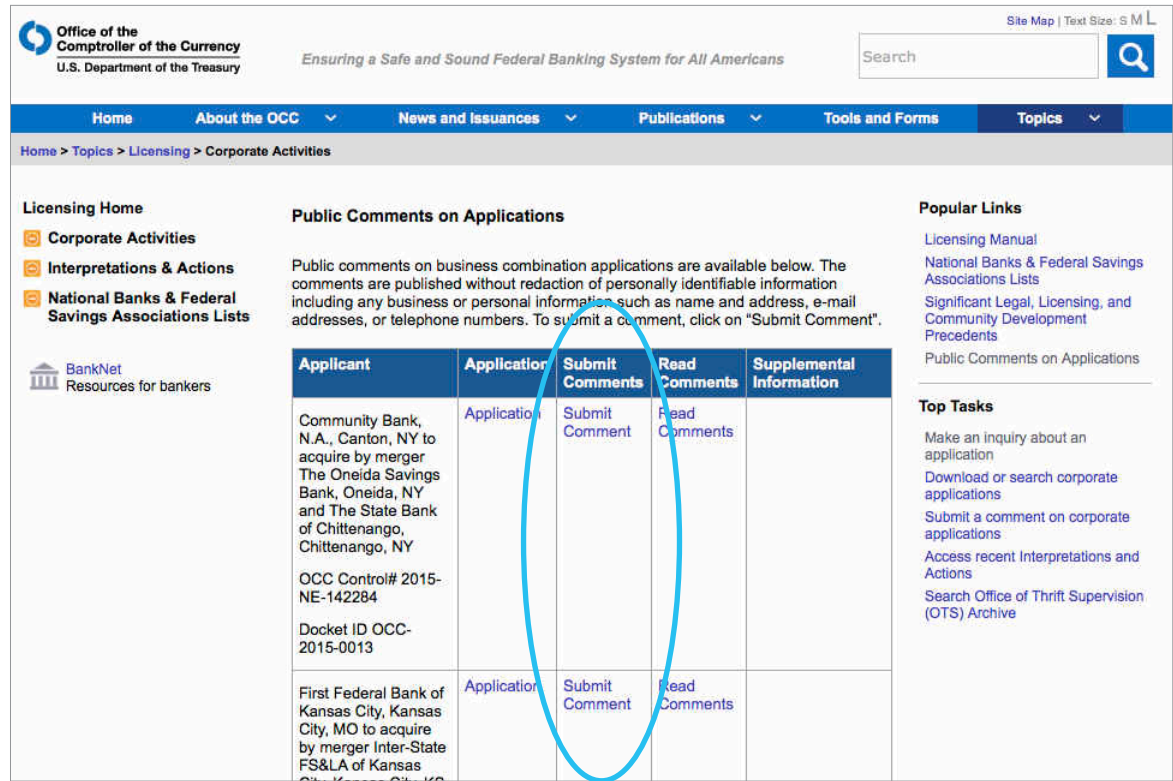 Site Map | Text Size: S M L
Office of the
Comptroller of the Currency
U.S. Department of the Treasury
Ensuring a Safe and Sound Federal Banking System for All Americans
Search
Home About the OCC News and Issuances Publications Tools and Forms Topics
Home > Topics > Licensing > Corporate Activities
Licensing Home
Corporate Activities
Interpretations & Actions
National Banks & Federal
Savings Associations Lists
BankNet
Resources for bankers
Public Comments on Applications
Public comments on business combination applications are available below. The
comments are published without redaction of personally identifiable information
including any business or personal information such as name and address, e-mail
addresses, or telephone numbers. To submit a comment, click on “Submit Comment”.
Applicant
Application
Submit
Comments
Read
Comments
Supplemental
Information
Community Bank,
N.A., Canton, NY to
acquire by merger
The Oneida Savings
Bank, Oneida, NY
and The State Bank
of Chittenango,
Chittenango, NY
OCC Control# 2015-
NE-142284
Docket ID OCC-
2015-0013
Application
Submit
Comment
Read
Comments
First Federal Bank of
Kansas City, Kansas
City, MO to acquire
by merger Inter-State
FS&LA of Kansas
City, Kansas City, KS
Application
Submit
Comment
Read
Comments
Popular Links
Licensing Manual
National Banks & Federal Savings
Associations Lists
Significant Legal, Licensing, and
Community Development
Precedents
Public Comments on Applications
Top Tasks
Make an inquiry about an
application
Download or search corporate
applications
Submit a comment on corporate
applications
Access recent Interpretations and
Actions
Search Office of Thrift Supervision
(OTS) Archive